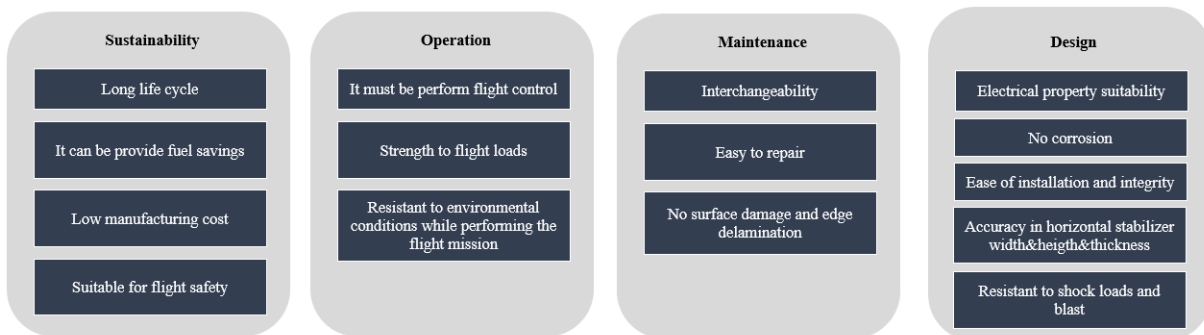 Sustainability
Long life cycle
It can be provide fuel savings
Low manufacturing cost
Suitable for flight safety
Operation
It must be perform flight control
Strength to flight loads
Resistant to environmental
conditions while performing the
flight mission
Maintenance
Interchangeability
Easy to repair
No surface damage and edge
delamination
Design
Electrical property suitability
No corrosion
Ease of installation and integrity
Accuracy in horizontal stabilizer
width&heigth&thickness
Resistant to shock loads and
blast